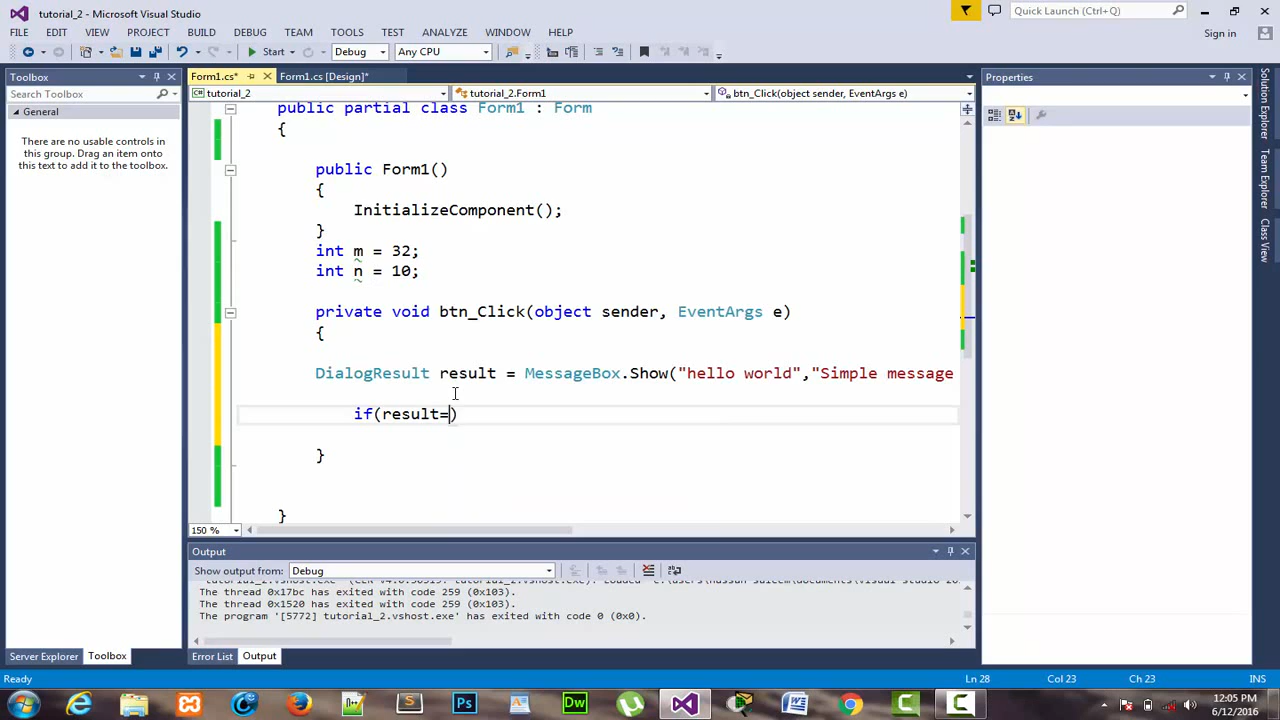 tutorial_2 - Microsoft Visual Studio
Quick Launch (Ctrl+Q)
FILE EDIT VIEW PROJECT BUILD DEBUG TEAM TOOLS TEST ANALYZE WINDOW HELP
Sign in
Start Debug Any CPU
Toolbox
Search Toolbox
General
There are no usable controls in
this group. Drag an item onto
this text to add it to the toolbox.
Server Explorer Toolbox
Form1.cs* Form1.cs [Design]*
tutorial_2 tutorial_2.Form1 btn_Click(object sender, EventArgs e)
public partial class Form1 : Form
{
public Form1()
{
InitializeComponent();
}
int m = 32;
int n = 10;
private void btn_Click(object sender, EventArgs e)
{
DialogResult result = MessageBox.Show("hello world","Simple message
if(result=)
}
}
150 %
Output
Show output from: Debug
The thread 0x17bc has exited with code 259 (0x103).
The thread 0x1520 has exited with code 259 (0x103).
The program '[5772] tutorial_2.vshost.exe' has exited with code 0 (0x0).
Error List Output
Properties
Solution Explorer
Team Explorer
Class View
Ready Ln 28 Col 23 Ch 23 INS
12:05 PM
6/12/2016